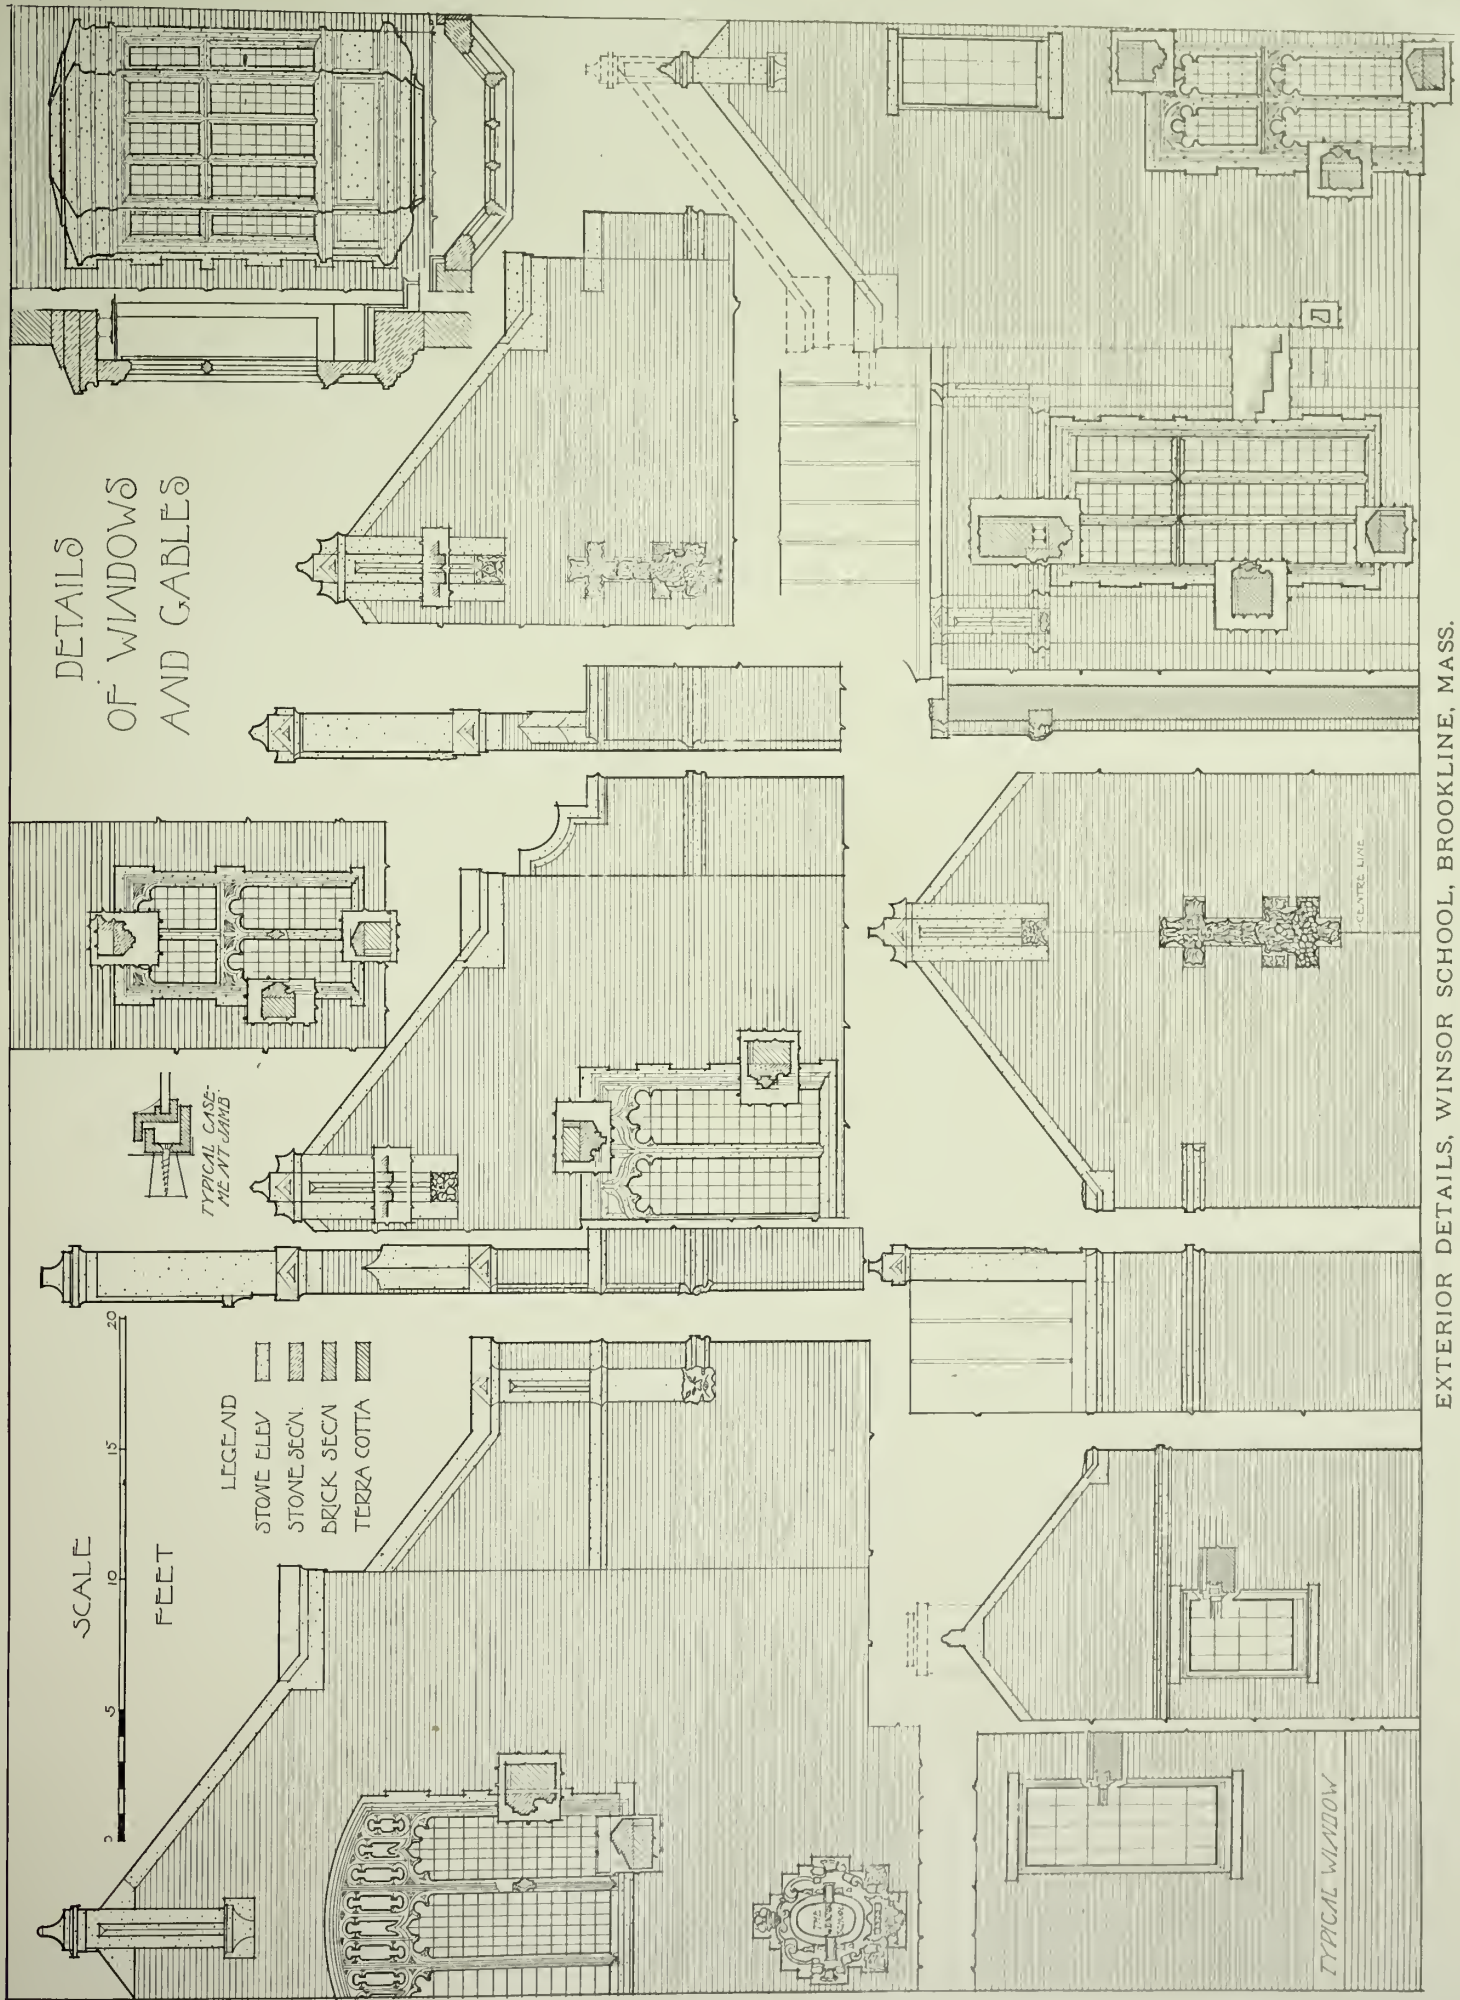 DETAILS
OF WINDOWS
AND GABLES
TYPICAL CASE-
MENT JAMB.
SCALE
0 5 10 15 20
FEET
LEGEND
STONE ELEV
STONE SEC'N.
BRICK SEC'N
TERRA COTTA
THE
CENTRE LINE
TYPICAL WINDOW
EXTERIOR DETAILS, WINSOR SCHOOL, BROOKLINE, MASS.